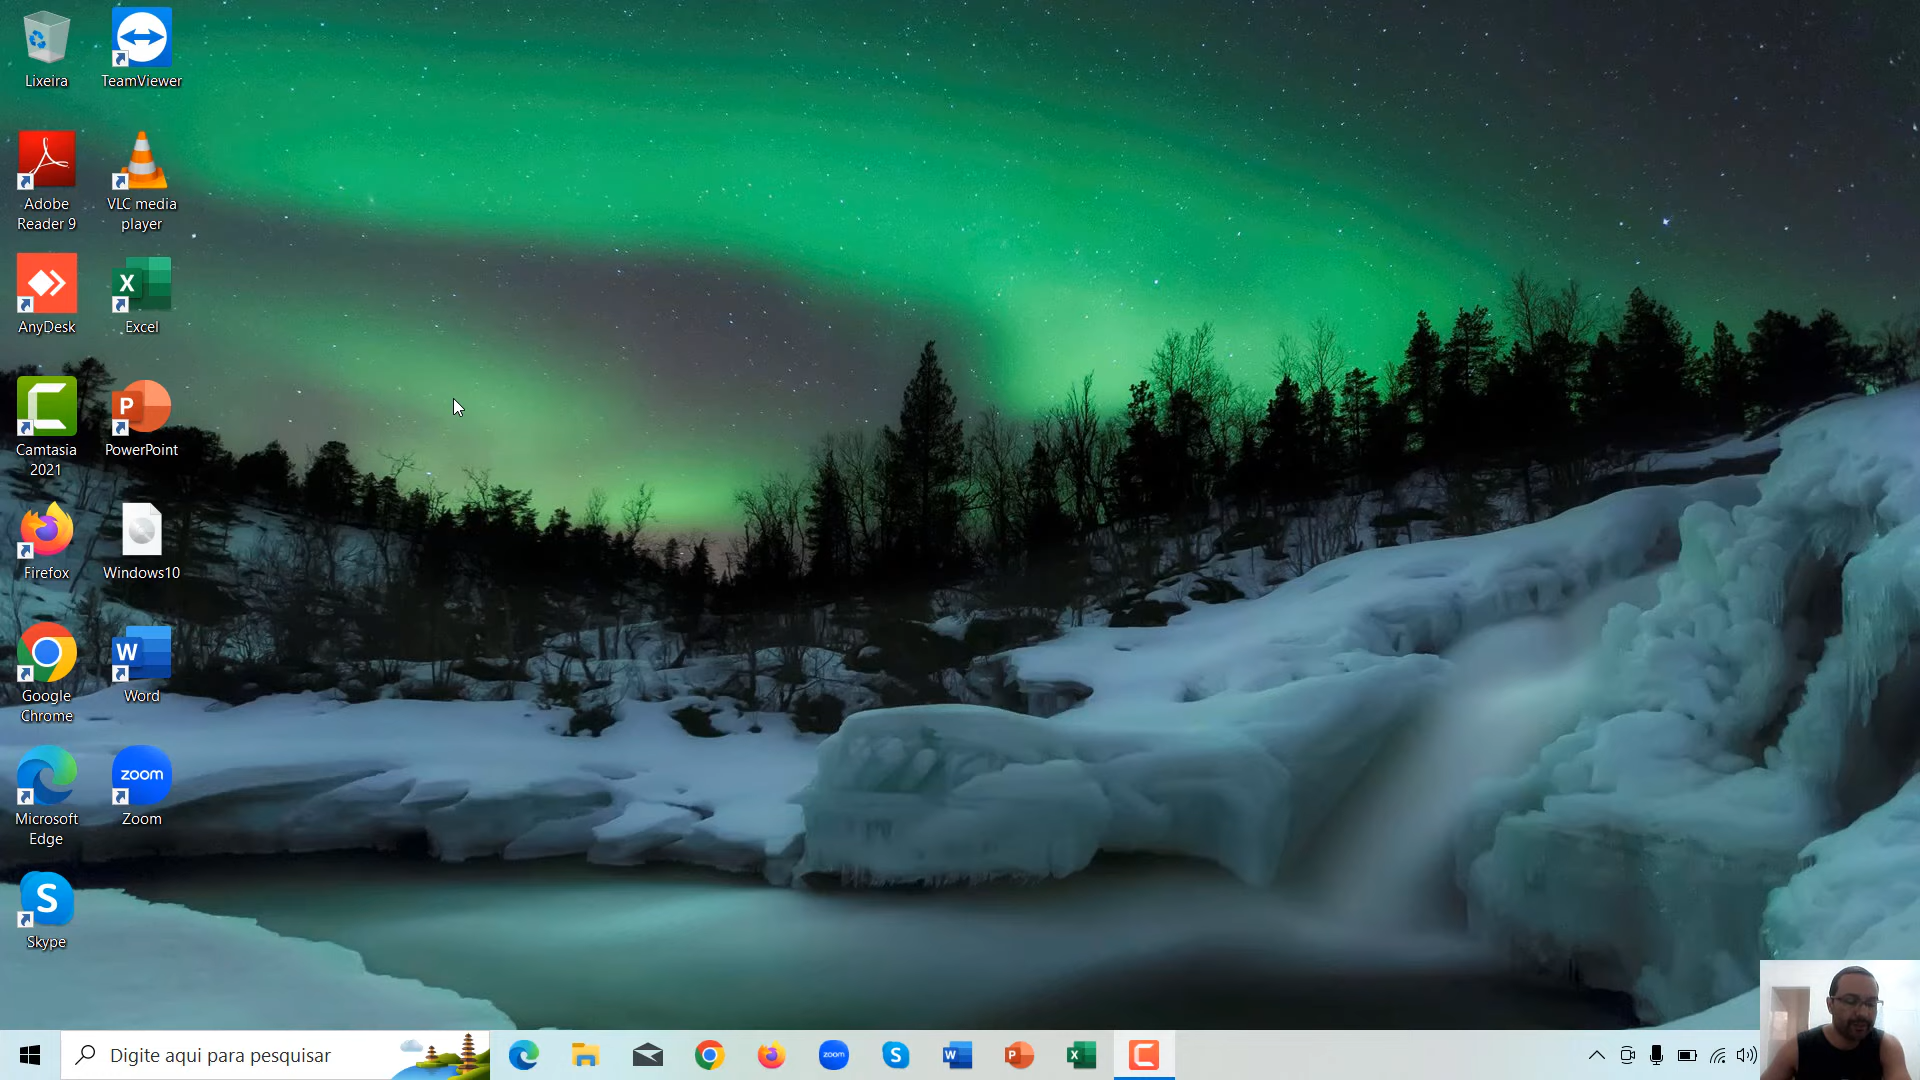 Lixeira
TeamViewer
Adobe
Reader 9
VLC media
player
AnyDesk
X
Excel
Camtasia
2021
P
PowerPoint
Firefox
Windows10
Google
Chrome
W
Word
Microsoft
Edge
zoom
Zoom
S
Skype
Digite aqui para pesquisar
zoom
S
W
P
X